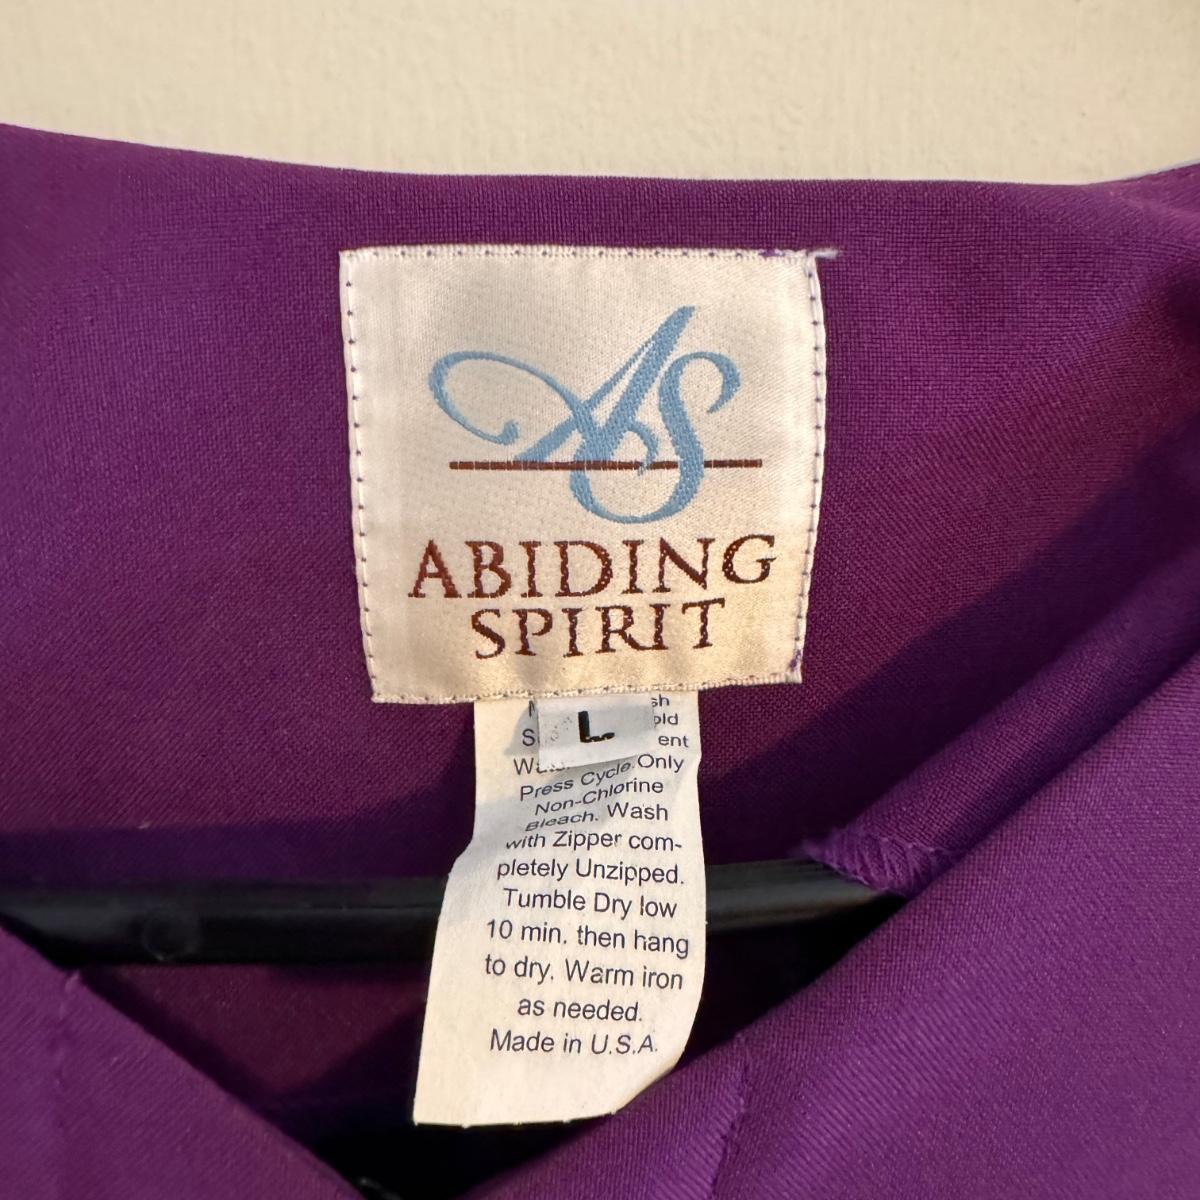 AS
ABIDING
SPIRIT
L
Press Cycle Only
Non-Chlorine
Bleach. Wash
with Zipper com-
pletely Unzipped.
Tumble Dry low
10 min. then hang
to dry. Warm iron
as needed.
Made in U.S.A.